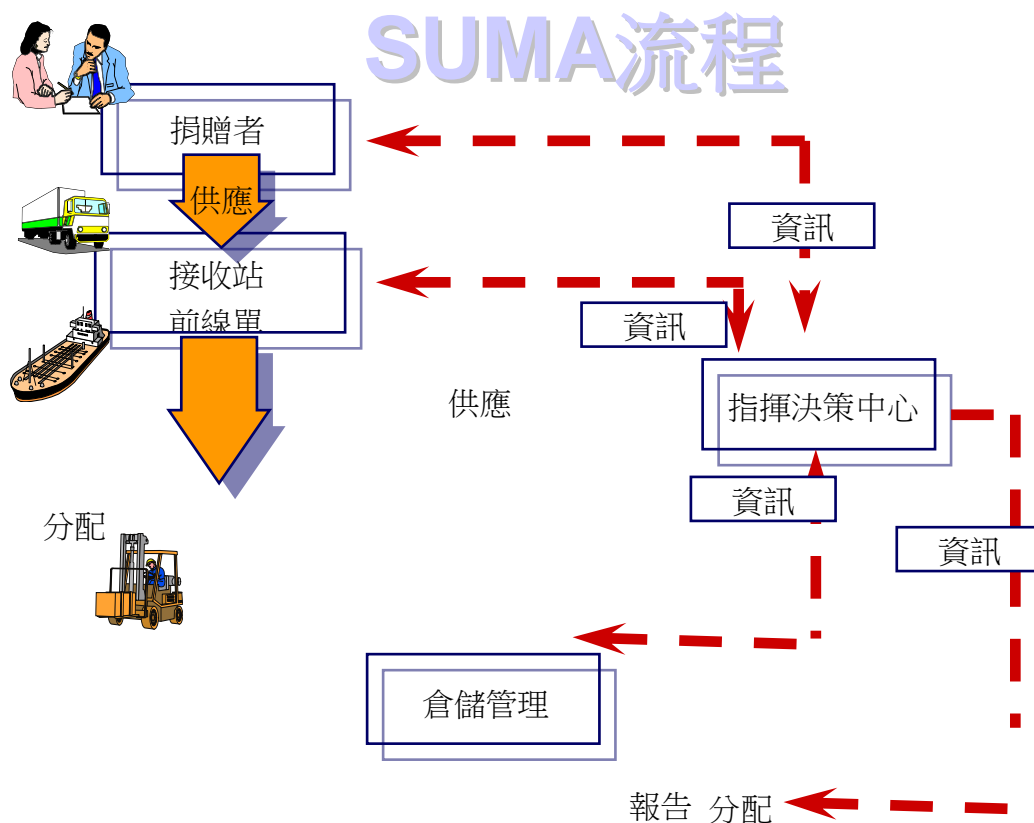 SUMA流程
捐贈者
供應
資訊
接收站
前線單
資訊
供應
指揮決策中心
資訊
分配
資訊
倉儲管理
報告 分配